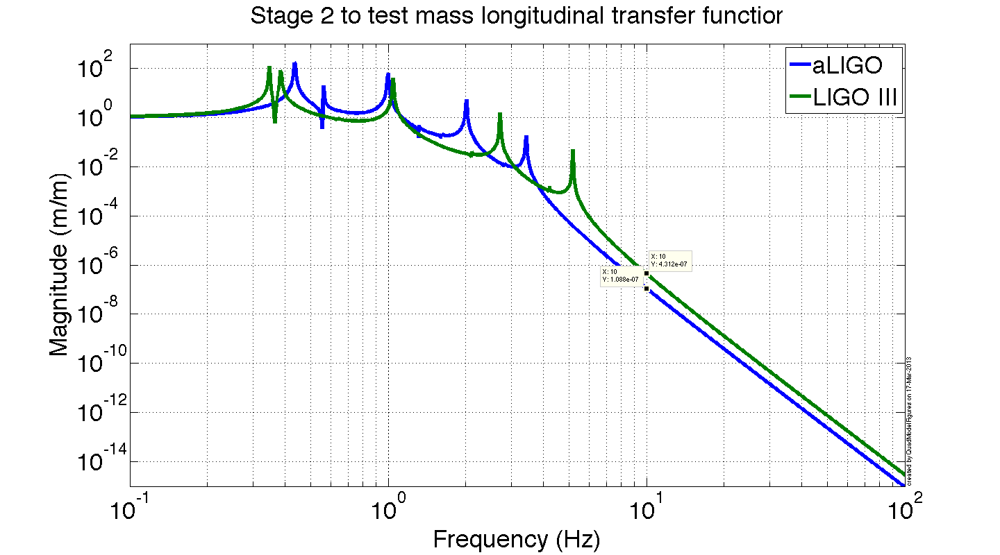 Stage 2 to test mass longitudinal transfer functior
aLIGO
LIGO III
Magnitude (m/m)
10^2
10^0
10^-2
10^-4
10^-6
10^-8
10^-10
10^-12
10^-14
X: 10
Y: 4.312e-07
X: 10
Y: 1.088e-07
created by QuadModelFigures on 17-Mar-2013
10^-1
10^0
10^1
10^2
Frequency (Hz)